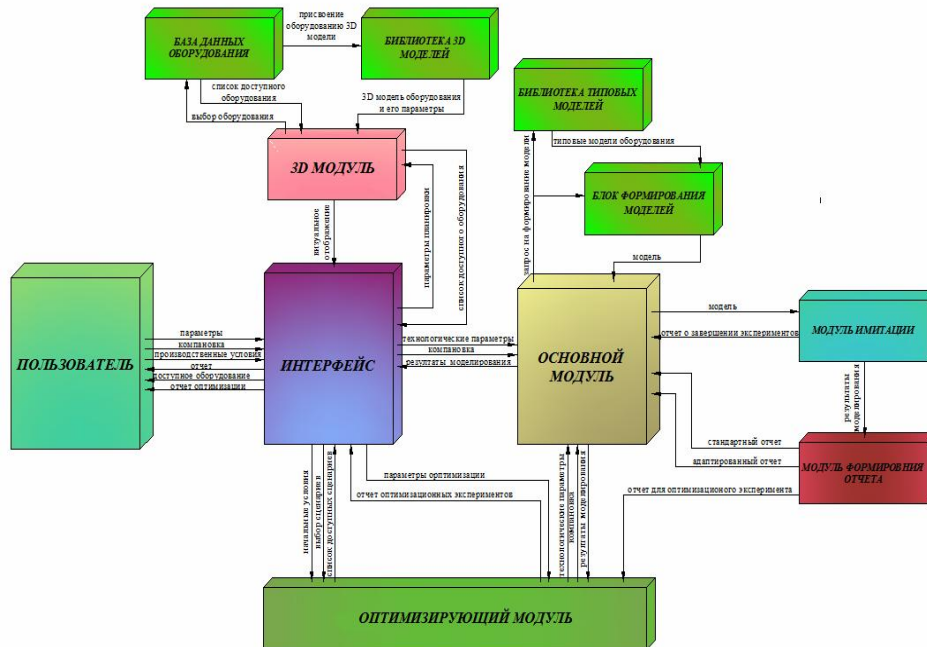 присвоение
оборудованию 3D
модели
БАЗА ДАННЫХ
ОБОРУДОВАНИЯ
БИБЛИОТЕКА 3D
МОДЕЛЕЙ
список доступного
оборудования
выбор оборудования
3D модель оборудования
и его параметры
БИБЛИОТЕКА ТИПОВЫХ
МОДЕЛЕЙ
типовые модели оборудования
3D МОДУЛЬ
БЛОК ФОРМИРОВАНИЯ
МОДЕЛЕЙ
визуальное
отображение
параметры планировки
список доступного оборудования
запрос на формирование модели
модель
ПОЛЬЗОВАТЕЛЬ
параметры
компановка
производственные условия
отчет
доступное оборудование
отчет оптимизации
ИНТЕРФЕЙС
технологические параметры
компановка
результаты моделирования
ОСНОВНОЙ
МОДУЛЬ
модель
отчет о завершении экспериментов
МОДУЛЬ ИМИТАЦИИ
результаты
моделирования
стандартный отчет
адаптированный отчет
МОДУЛЬ ФОРМИРОВНИЯ
ОТЧЕТА
отчет для оптимизионого эксперимента
начальные условия
выбор сцнариев
список доступных сценариев
параметры орптимизации
отчет оптимизационных экспериментов
технологические параметры
компановка
резултаты моделирования
ОПТИМИЗИРУЮЩИЙ МОДУЛЬ